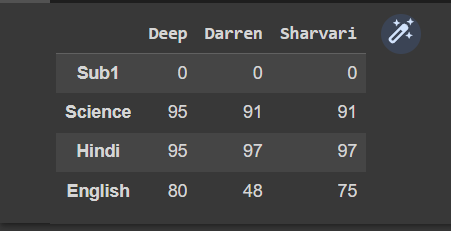 Deep Darren Sharvari
Sub1 0 0 0
Science 95 91 91
Hindi 95 97 97
English 80 48 75